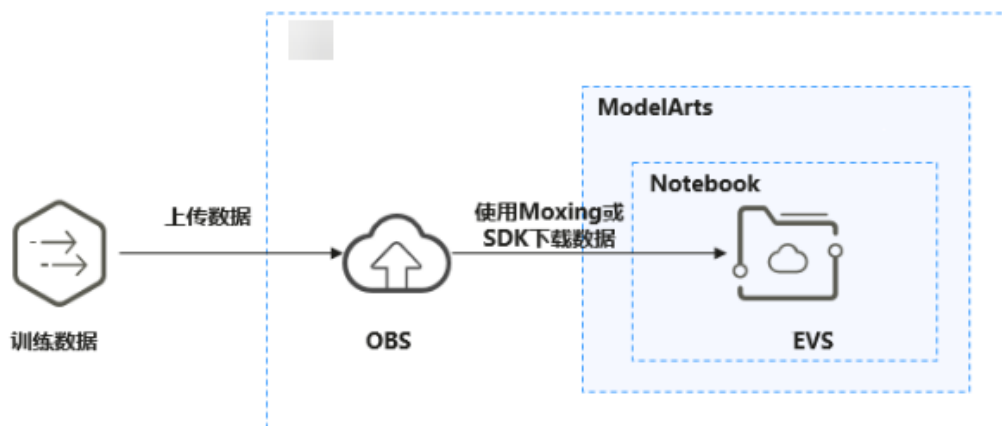 ModelArts
Notebook
上传数据
使用Moxing或
SDK下载数据
训练数据
OBS
EVS